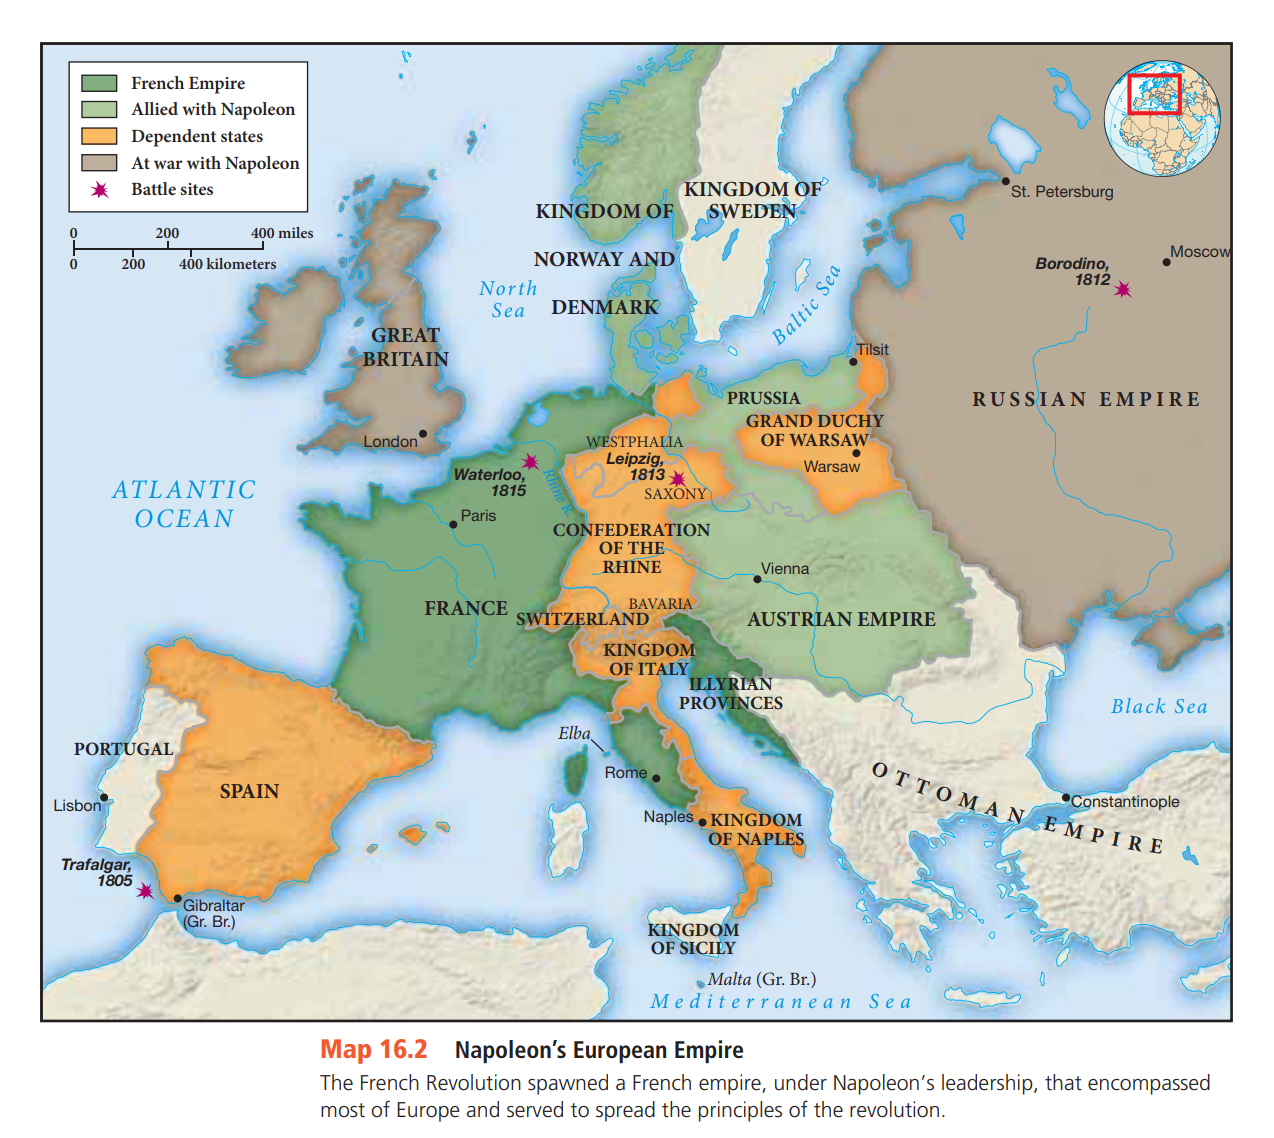 French Empire
Allied with Napoleon
Dependent states
At war with Napoleon
Battle sites
0 200 400 miles
0 200 400 kilometers
St. Petersburg
Moscow
Borodino,
1812
KINGDOM OF
SWEDEN
KINGDOM OF
NORWAY AND
DENMARK
North
Sea
Baltic Sea
GREAT
BRITAIN
London
Tilsit
PRUSSIA
RUSSIAN EMPIRE
GRAND DUCHY
OF WARSAW
Warsaw
WESTPHALIA
Leipzig,
1813
SAXONY
Waterloo,
1815
Rhine R.
ATLANTIC
OCEAN
Paris
CONFEDERATION
OF THE
RHINE
Vienna
FRANCE
SWITZERLAND
BAVARIA
AUSTRIAN EMPIRE
KINGDOM
OF ITALY
ILLYRIAN
PROVINCES
Black Sea
PORTUGAL
SPAIN
Lisbon
Elba
Rome
Naples
KINGDOM
OF NAPLES
OTTOMAN EMPIRE
Constantinople
Trafalgar,
1805
Gibraltar
(Gr. Br.)
KINGDOM
OF SICILY
Malta (Gr. Br.)
Mediterranean Sea
Map 16.2 Napoleon’s European Empire
The French Revolution spawned a French empire, under Napoleon’s leadership, that encompassed
most of Europe and served to spread the principles of the revolution.